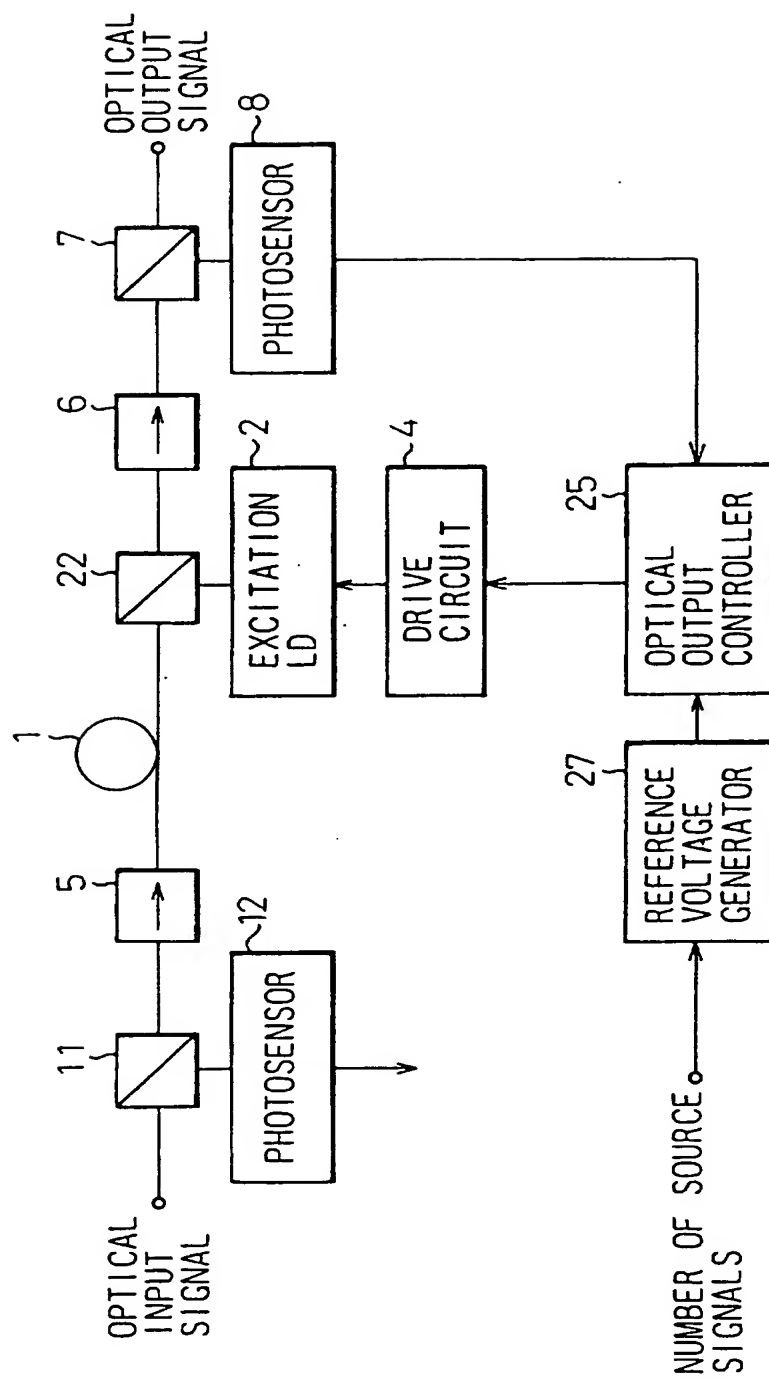 OPTICAL
INPUT
SIGNAL
11
PHOTOSENSOR
12
5
1
22
EXCITATION
LD
2
DRIVE
CIRCUIT
4
6
7
PHOTOSENSOR
8
OPTICAL
OUTPUT
SIGNAL
NUMBER OF SOURCE
SIGNALS
REFERENCE
VOLTAGE
GENERATOR
27
OPTICAL
OUTPUT
CONTROLLER
25